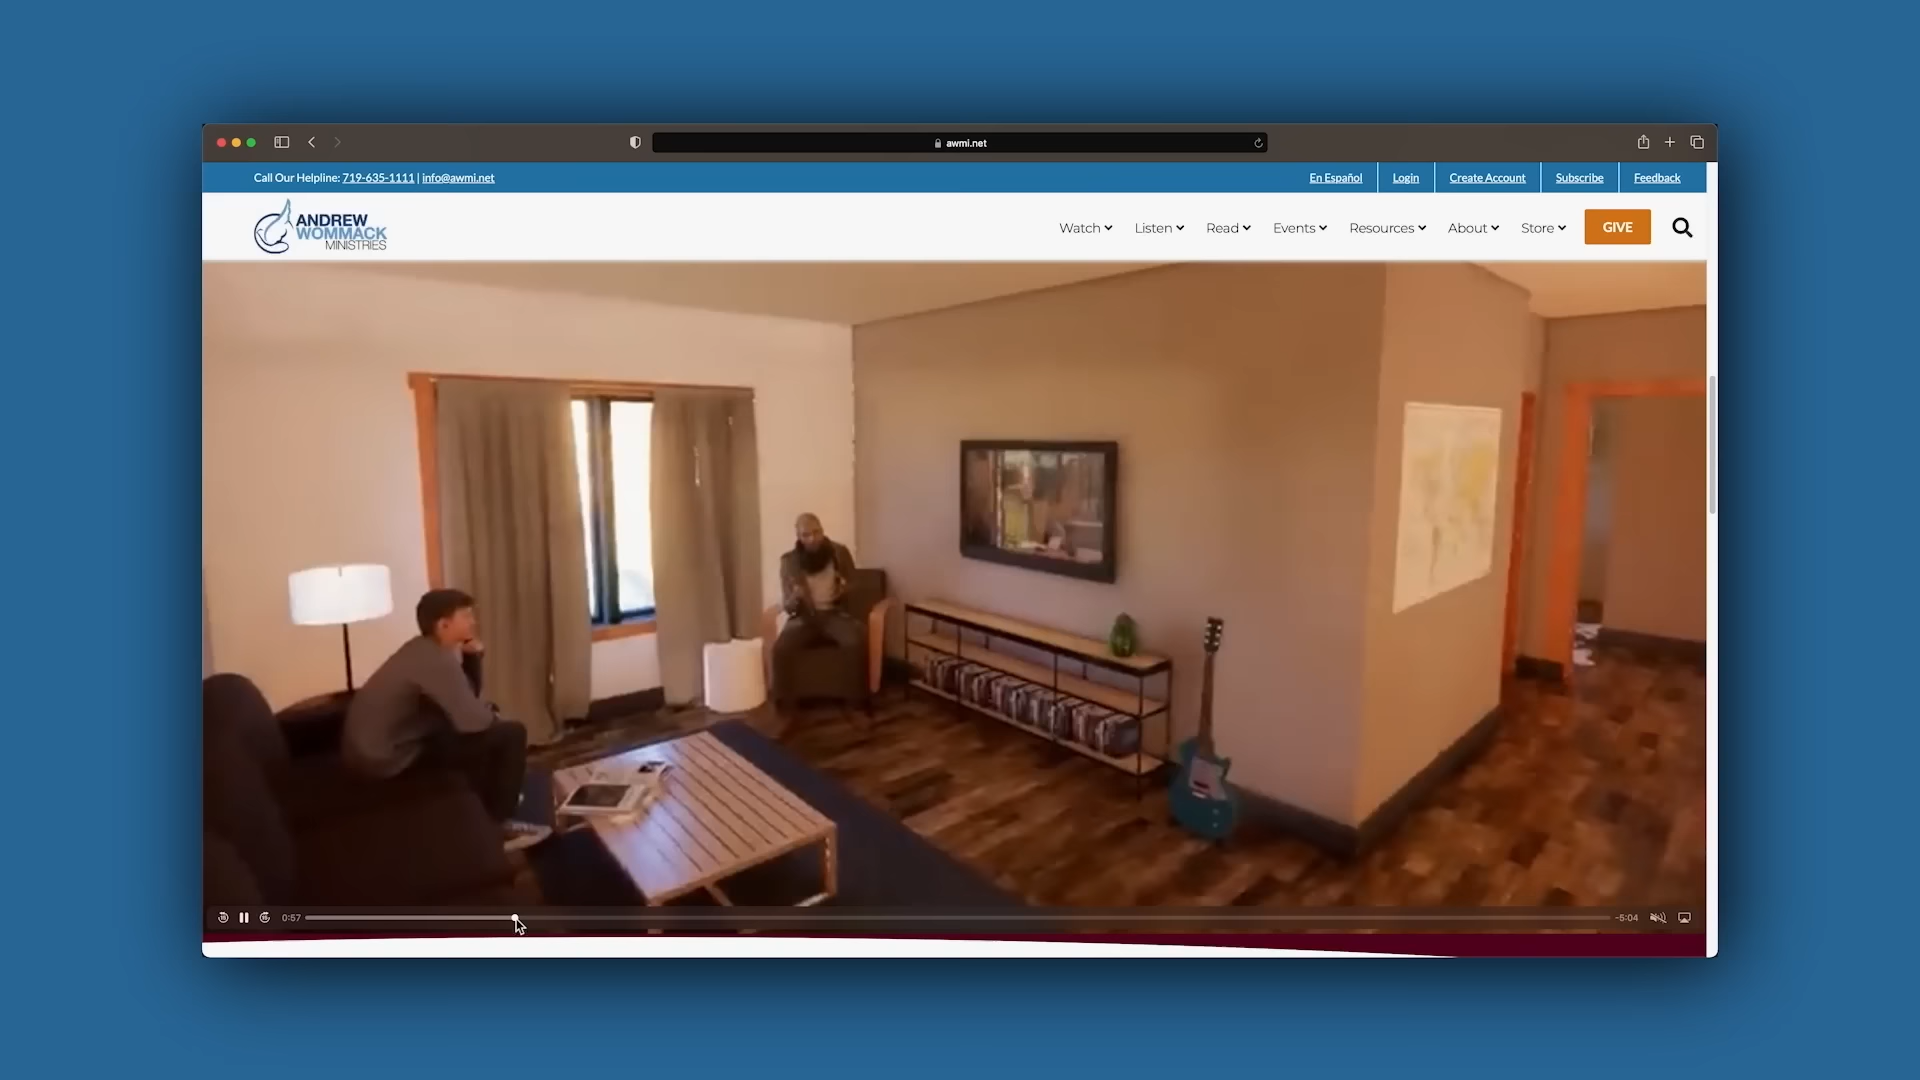 awmi.net
Call Our Helpline: 719-635-1111 | info@awmi.net
En Español
Login
Create Account
Subscribe
Feedback
ANDREW
WOMMACK
MINISTRIES
Watch
Listen
Read
Events
Resources
About
Store
GIVE
0:57
-5:04